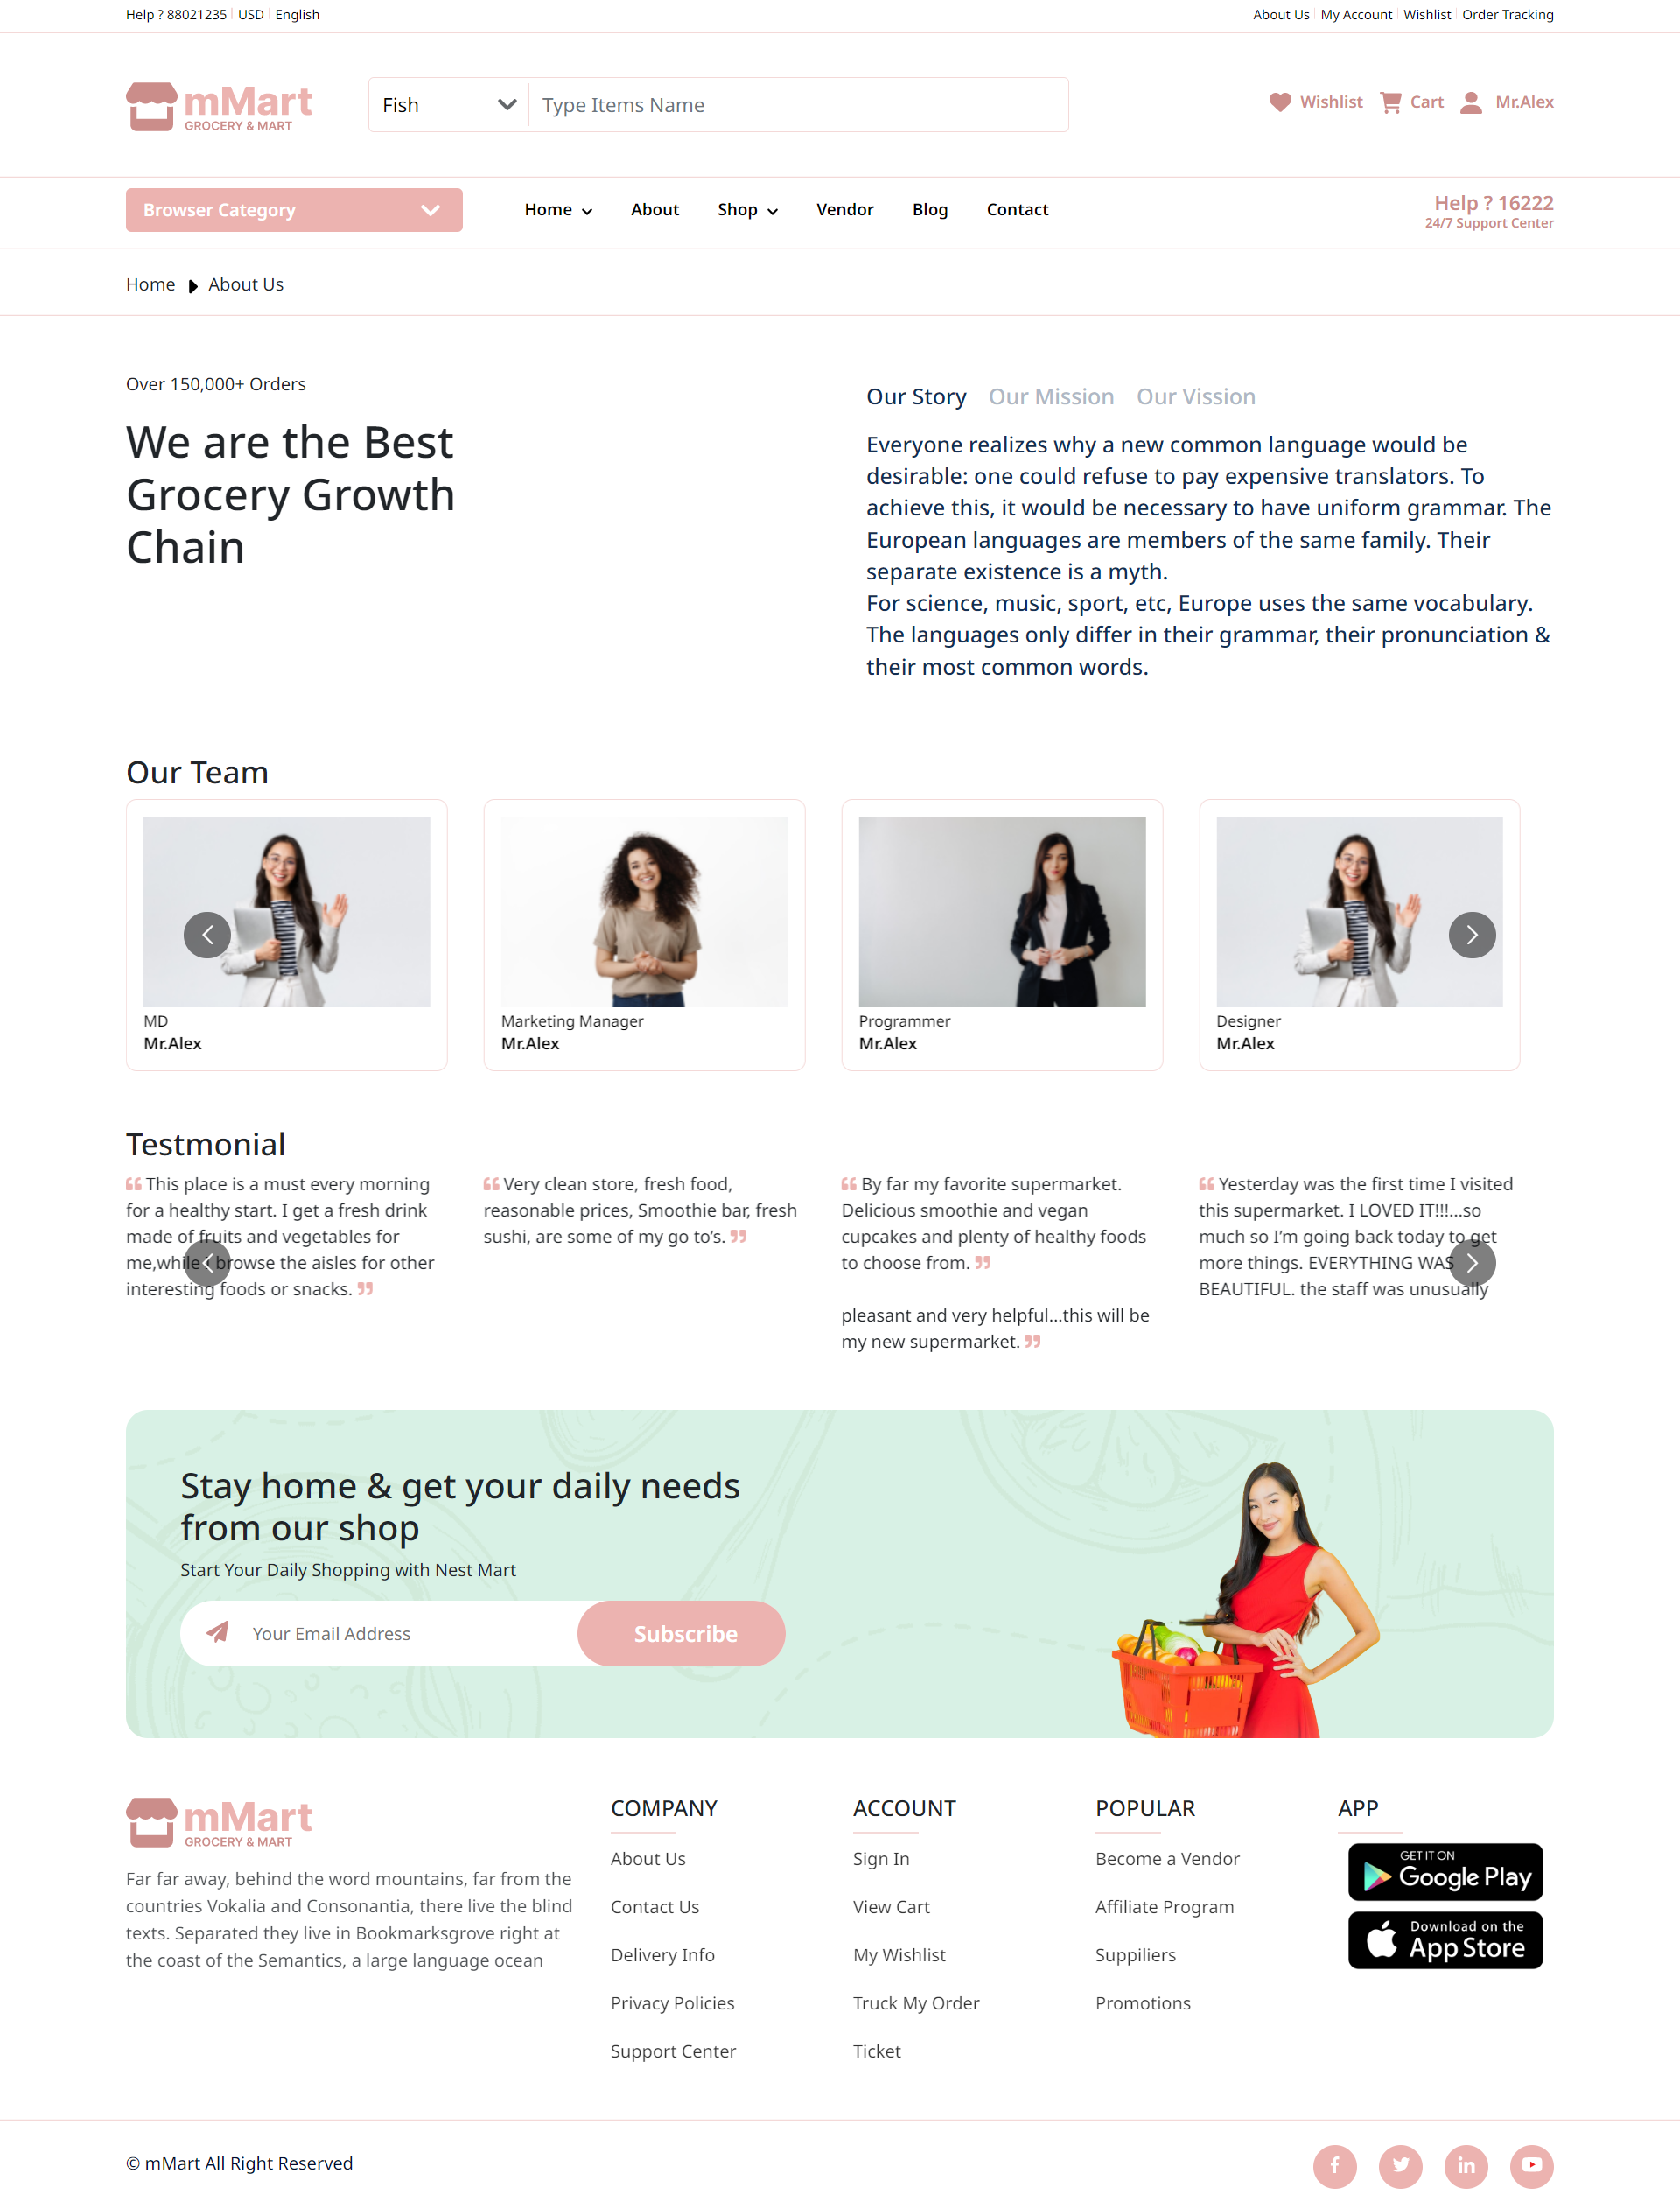 Help ? 88021235 USD English
About Us My Account Wishlist Order Tracking
mMart
GROCERY & MART
Fish
Type Items Name
Wishlist Cart Mr.Alex
Browser Category
Home About Shop Vendor Blog Contact
Help ? 16222
24/7 Support Center
Home About Us
Over 150,000+ Orders
We are the Best
Grocery Growth
Chain
Our Story Our Mission Our Vission
Everyone realizes why a new common language would be
desirable: one could refuse to pay expensive translators. To
achieve this, it would be necessary to have uniform grammar. The
European languages are members of the same family. Their
separate existence is a myth.
For science, music, sport, etc, Europe uses the same vocabulary.
The languages only differ in their grammar, their pronunciation &
their most common words.
Our Team
MD
Mr.Alex
Marketing Manager
Mr.Alex
Programmer
Mr.Alex
Designer
Mr.Alex
Testmonial
“ This place is a must every morning
for a healthy start. I get a fresh drink
made of fruits and vegetables for
me,while browse the aisles for other
interesting foods or snacks. ”
“ Very clean store, fresh food,
reasonable prices, Smoothie bar, fresh
sushi, are some of my go to’s. ”
“ By far my favorite supermarket.
Delicious smoothie and vegan
cupcakes and plenty of healthy foods
to choose from. ”
pleasant and very helpful...this will be
my new supermarket. ”
“ Yesterday was the first time I visited
this supermarket. I LOVED IT!!!...so
much so I’m going back today to get
more things. EVERYTHING WAS
BEAUTIFUL. the staff was unusually
Stay home & get your daily needs
from our shop
Start Your Daily Shopping with Nest Mart
Your Email Address
Subscribe
mMart
GROCERY & MART
Far far away, behind the word mountains, far from the
countries Vokalia and Consonantia, there live the blind
texts. Separated they live in Bookmarksgrove right at
the coast of the Semantics, a large language ocean
COMPANY
About Us
Contact Us
Delivery Info
Privacy Policies
Support Center
ACCOUNT
Sign In
View Cart
My Wishlist
Truck My Order
Ticket
POPULAR
Become a Vendor
Affiliate Program
Suppiliers
Promotions
APP
GET IT ON
Google Play
Download on the
App Store
© mMart All Right Reserved